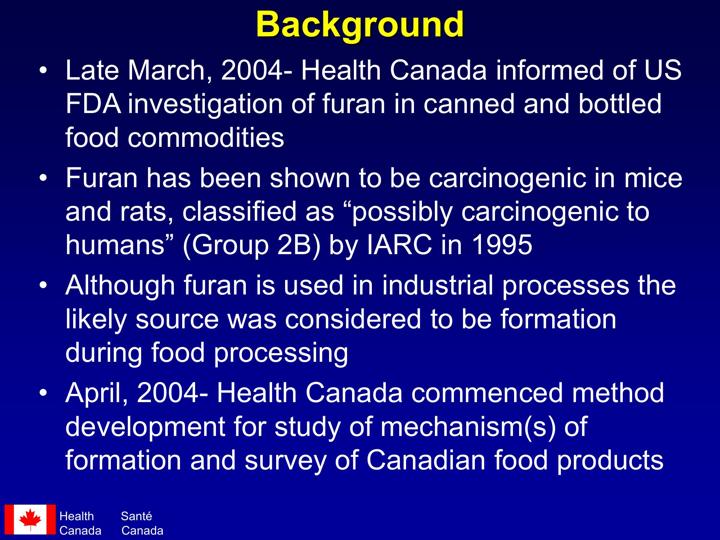 Background
• Late March, 2004- Health Canada informed of US
FDA investigation of furan in canned and bottled
food commodities
• Furan has been shown to be carcinogenic in mice
and rats, classified as “possibly carcinogenic to
humans” (Group 2B) by IARC in 1995
• Although furan is used in industrial processes the
likely source was considered to be formation
during food processing
• April, 2004- Health Canada commenced method
development for study of mechanism(s) of
formation and survey of Canadian food products
Health Santé
Canada Canada